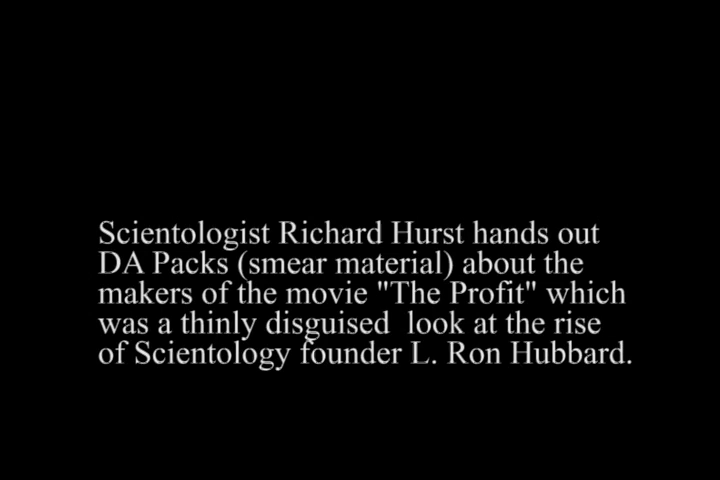 Scientologist Richard Hurst hands out
DA Packs (smear material) about the
makers of the movie "The Profit" which
was a thinly disguised  look at the rise
of Scientology founder L. Ron Hubbard.